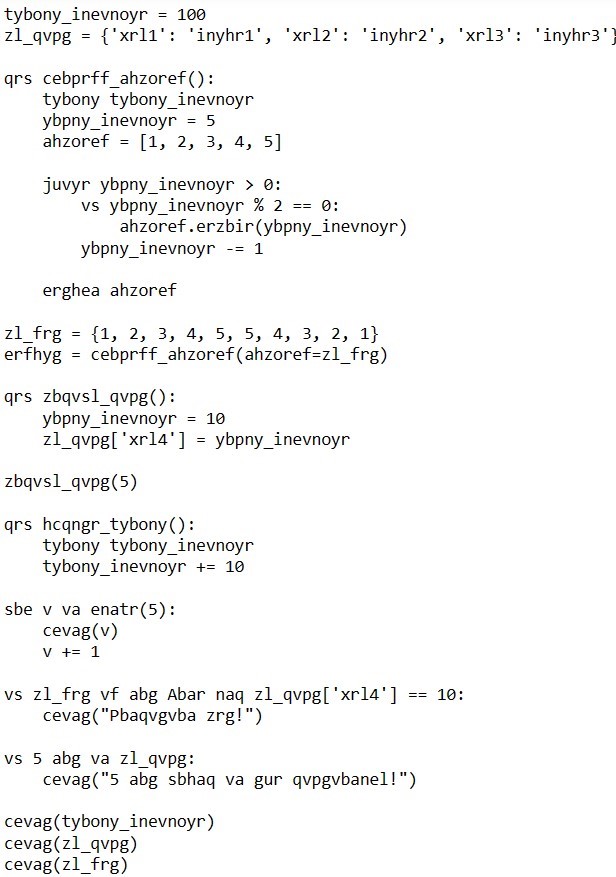 tybony_inevnoyr = 100
zl_qvpg = {'xrl1': 'inyhr1', 'xrl2': 'inyhr2', 'xrl3': 'inyhr3'}
qrs cebprff_ahzoref():
    tybony tybony_inevnoyr
    ybpny_inevnoyr = 5
    ahzoref = [1, 2, 3, 4, 5]
    juvyr ybpny_inevnoyr > 0:
        vs ybpny_inevnoyr % 2 == 0:
            ahzoref.erzbir(ybpny_inevnoyr)
        ybpny_inevnoyr -= 1
    erghea ahzoref
zl_frg = {1, 2, 3, 4, 5, 5, 4, 3, 2, 1}
erfhyg = cebprff_ahzoref(ahzoref=zl_frg)
qrs zbqvsl_qvpg():
    ybpny_inevnoyr = 10
    zl_qvpg['xrl4'] = ybpny_inevnoyr
zbqvsl_qvpg(5)
qrs hcqngr_tybony():
    tybony tybony_inevnoyr
    tybony_inevnoyr += 10
sbe v va enatr(5):
    cevag(v)
    v += 1
vs zl_frg vf abg Abar naq zl_qvpg['xrl4'] == 10:
    cevag("Pbaqvgvba zrg!")
vs 5 abg va zl_qvpg:
    cevag("5 abg sbhaq va gur qvpgvbanel!")
cevag(tybony_inevnoyr)
cevag(zl_qvpg)
cevag(zl_frg)